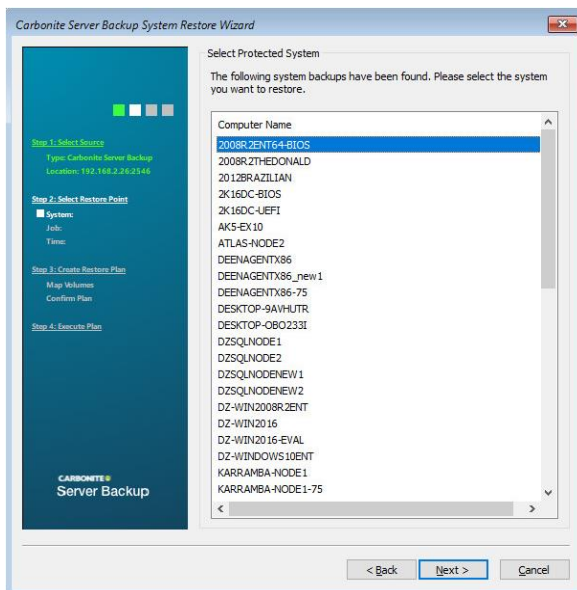 Carbonite Server Backup System Restore Wizard
Step 1: Select Source
Type: Carbonite Server Backup
Location: 192.168.2.26:2546
Step 2: Select Restore Point
System:
Job:
Time:
Step 3: Create Restore Plan
Map Volumes
Confirm Plan
Step 4: Execute Plan
CARBONITE
Server Backup
Select Protected System
The following system backups have been found. Please select the system
you want to restore.
Computer Name
2008R2ENT64-BIOS
2008R2THEDONALD
2012BRAZILIAN
2K16DC-BIOS
2K16DC-UEFI
AK5-EX10
ATLAS-NODE2
DEENAGENTX86
DEENAGENTX86_new1
DEENAGENTX86-75
DESKTOP-9AVHUTR
DESKTOP-OBO233I
DZSQLNODE1
DZSQLNODE2
DZSQLNODENEW1
DZSQLNODENEW2
DZ-WIN2008R2ENT
DZ-WIN2016
DZ-WIN2016-EVAL
DZ-WINDOWS10ENT
KARRAMBA-NODE1
KARRAMBA-NODE1-75
< Back
Next >
Cancel